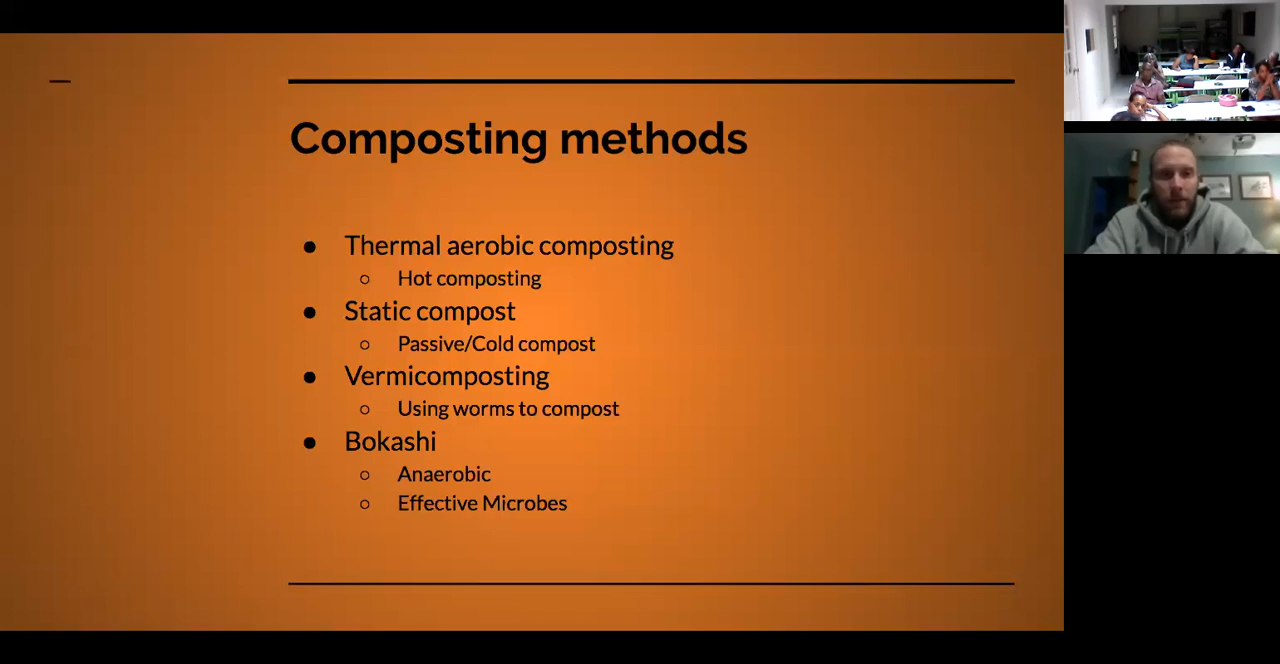 Composting methods
● Thermal aerobic composting
○ Hot composting
● Static compost
○ Passive/Cold compost
● Vermicomposting
○ Using worms to compost
● Bokashi
○ Anaerobic
○ Effective Microbes